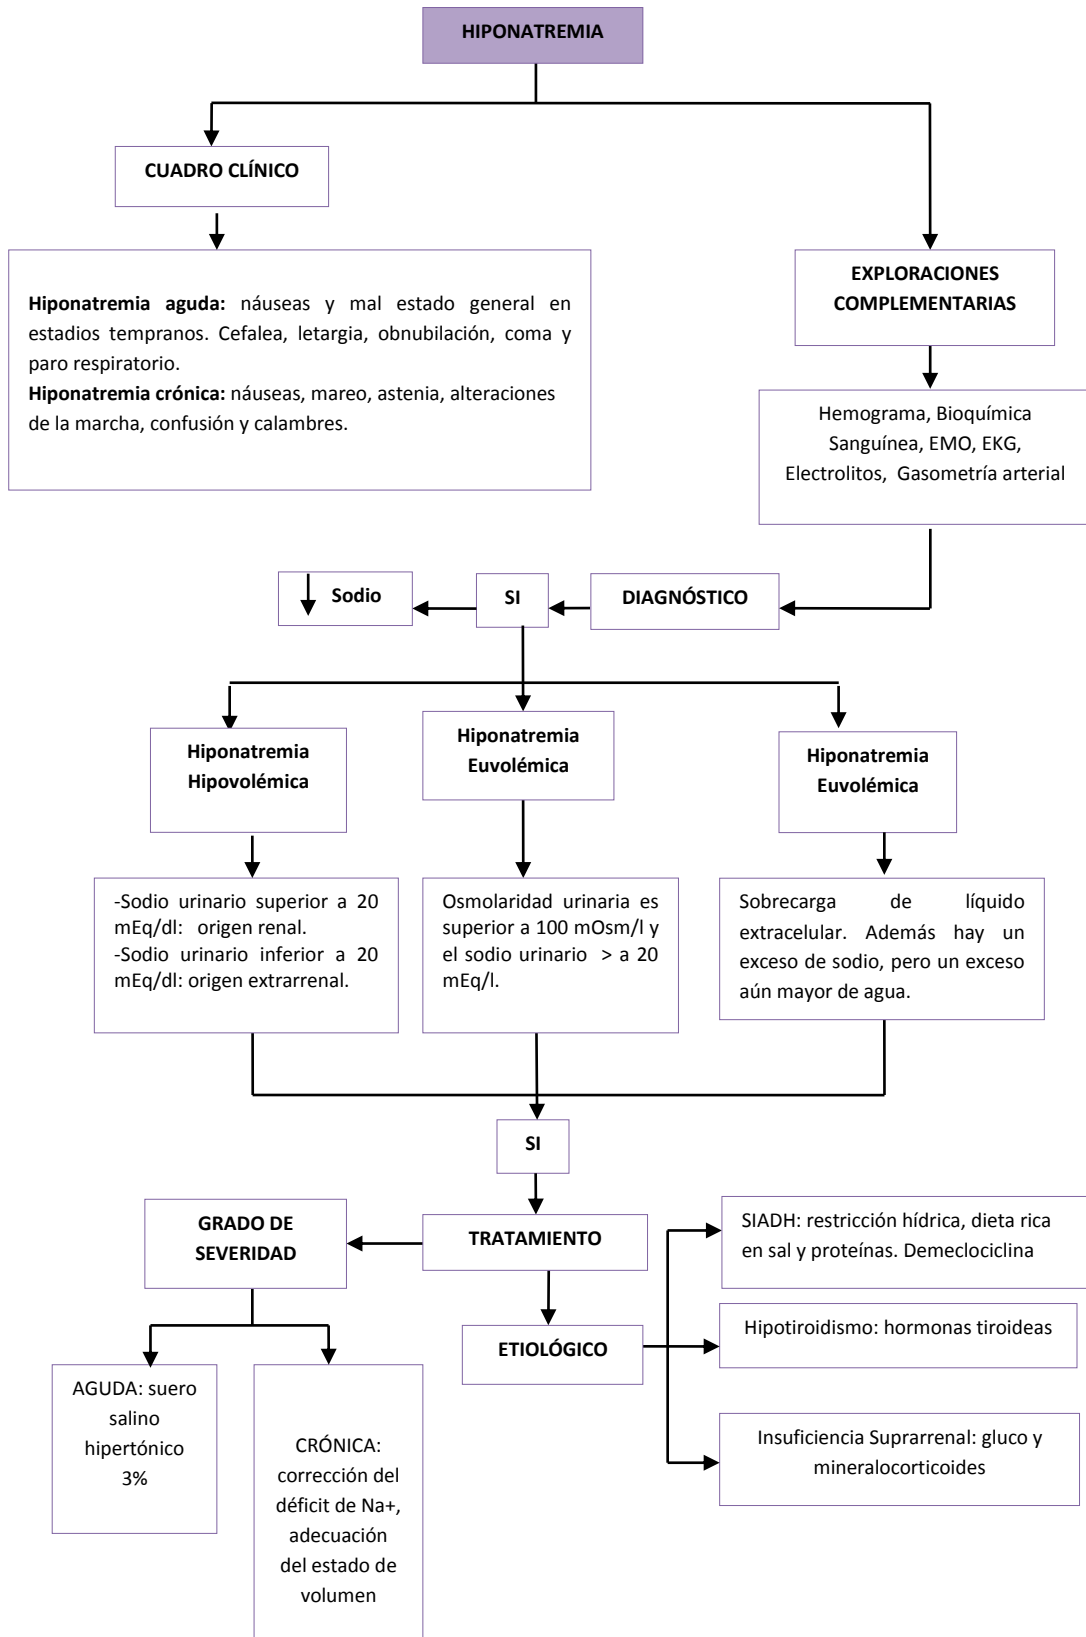 HIPONATREMIA
CUADRO CLÍNICO
Hiponatremia aguda: náuseas y mal estado general en
estadios tempranos. Cefalea, letargia, obnubilación, coma y
paro respiratorio.
Hiponatremia crónica: náuseas, mareo, astenia, alteraciones
de la marcha, confusión y calambres.
EXPLORACIONES
COMPLEMENTARIAS
Hemograma, Bioquímica
Sanguínea, EMO, EKG,
Electrolitos, Gasometría arterial
Sodio
SI
DIAGNÓSTICO
Hiponatremia
Hipovolémica
Hiponatremia
Euvolémica
Hiponatremia
Euvolémica
-Sodio urinario superior a 20
mEq/dl: origen renal.
-Sodio urinario inferior a 20
mEq/dl: origen extrarrenal.
Osmolaridad urinaria es
superior a 100 mOsm/l y
el sodio urinario > a 20
mEq/l.
Sobrecarga de líquido
extracelular. Además hay un
exceso de sodio, pero un exceso
aún mayor de agua.
SI
GRADO DE
SEVERIDAD
TRATAMIENTO
SIADH: restricción hídrica, dieta rica
en sal y proteínas. Demeclociclina
ETIOLÓGICO
Hipotiroidismo: hormonas tiroideas
Insuficiencia Suprarrenal: gluco y
mineralocorticoides
AGUDA: suero
salino
hipertónico
3%
CRÓNICA:
corrección del
déficit de Na+,
adecuación
del estado de
volumen